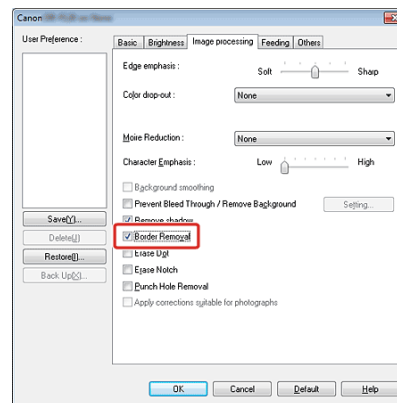 Canon
User Preference :
Basic Brightness Image processing Feeding Others
Edge emphasis :
Soft Sharp
Color drop-out :
None
Moire Reduction :
None
Character Emphasis :
Low High
Background smoothing
Prevent Bleed Through / Remove Background
Setting...
Remove shadow
Border Removal
Erase Dot
Erase Notch
Punch Hole Removal
Apply corrections suitable for photographs
Save(Y)...
Delete(J)
Restore(I)...
Back Up(X)...
OK Cancel Default Help